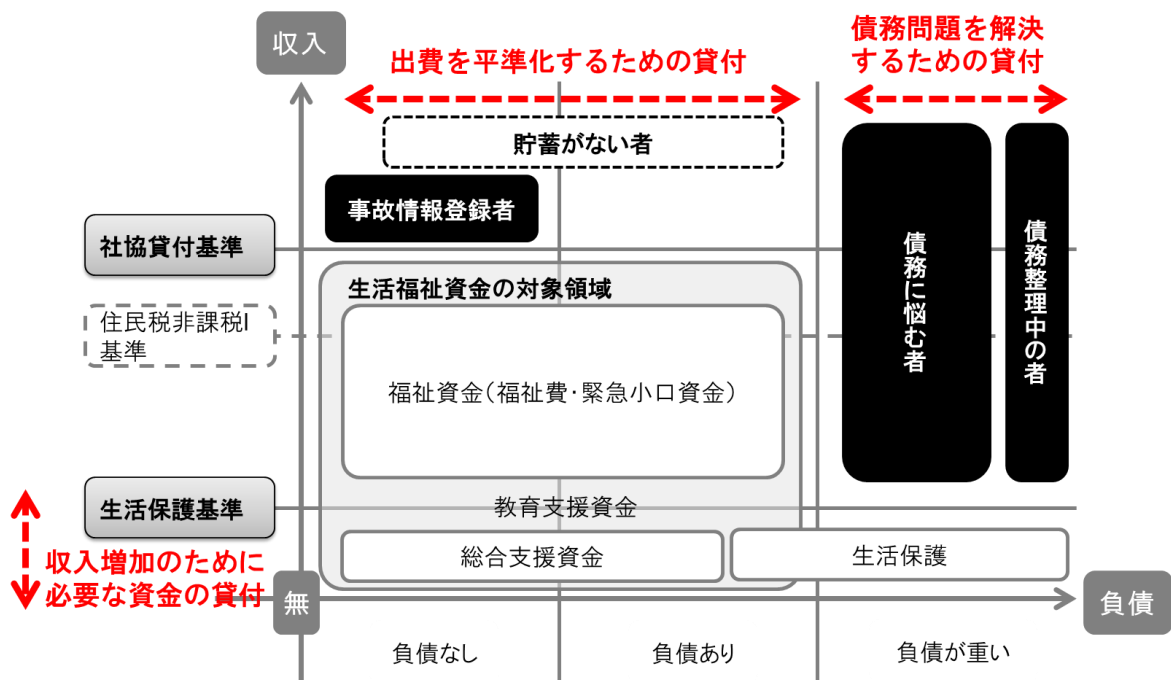 収入
出費を平準化するための貸付
債務問題を解決
するための貸付
貯蓄がない者
事故情報登録者
社協貸付基準
生活福祉資金の対象領域
住民税非課税l
基準
福祉資金(福祉費・緊急小口資金)
債務に悩む者
債務整理中の者
生活保護基準
教育支援資金
総合支援資金
生活保護
収入増加のために
必要な資金の貸付
無
負債
負債なし
負債あり
負債が重い